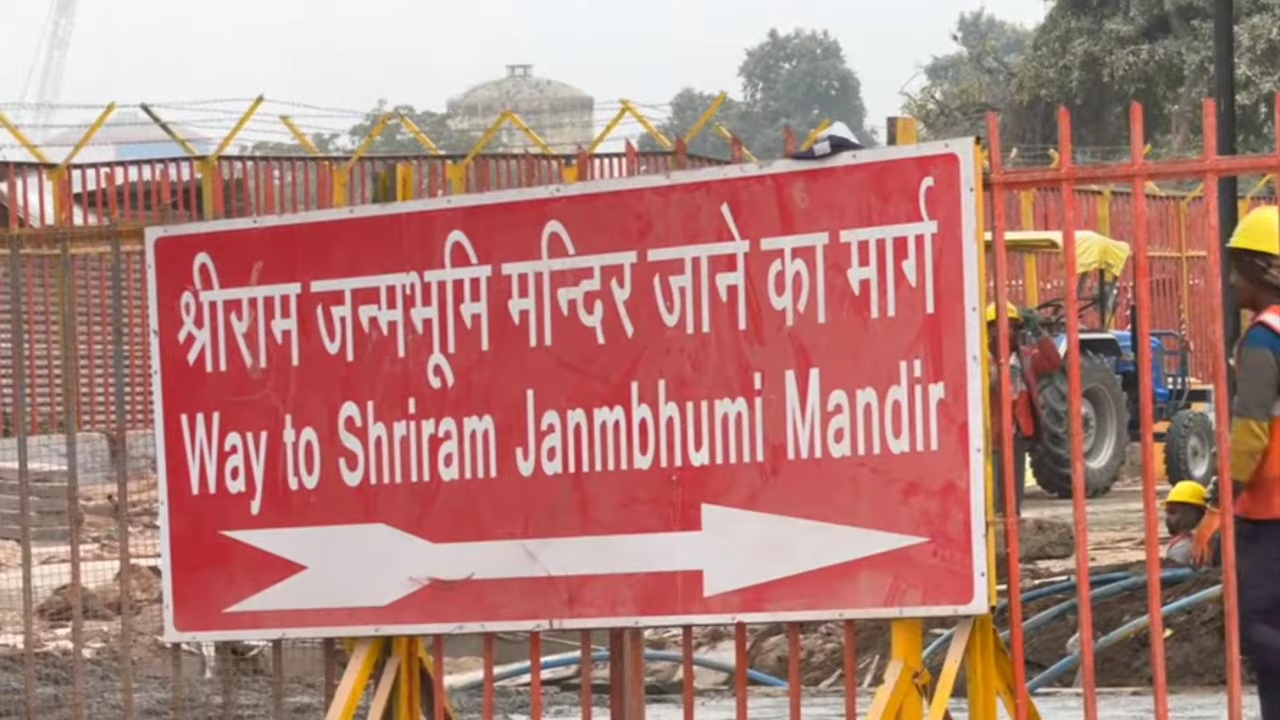 श्रीराम जन्मभूमि मन्दिर जाने का मार्ग
Way to Shriram Janmbhumi Mandir